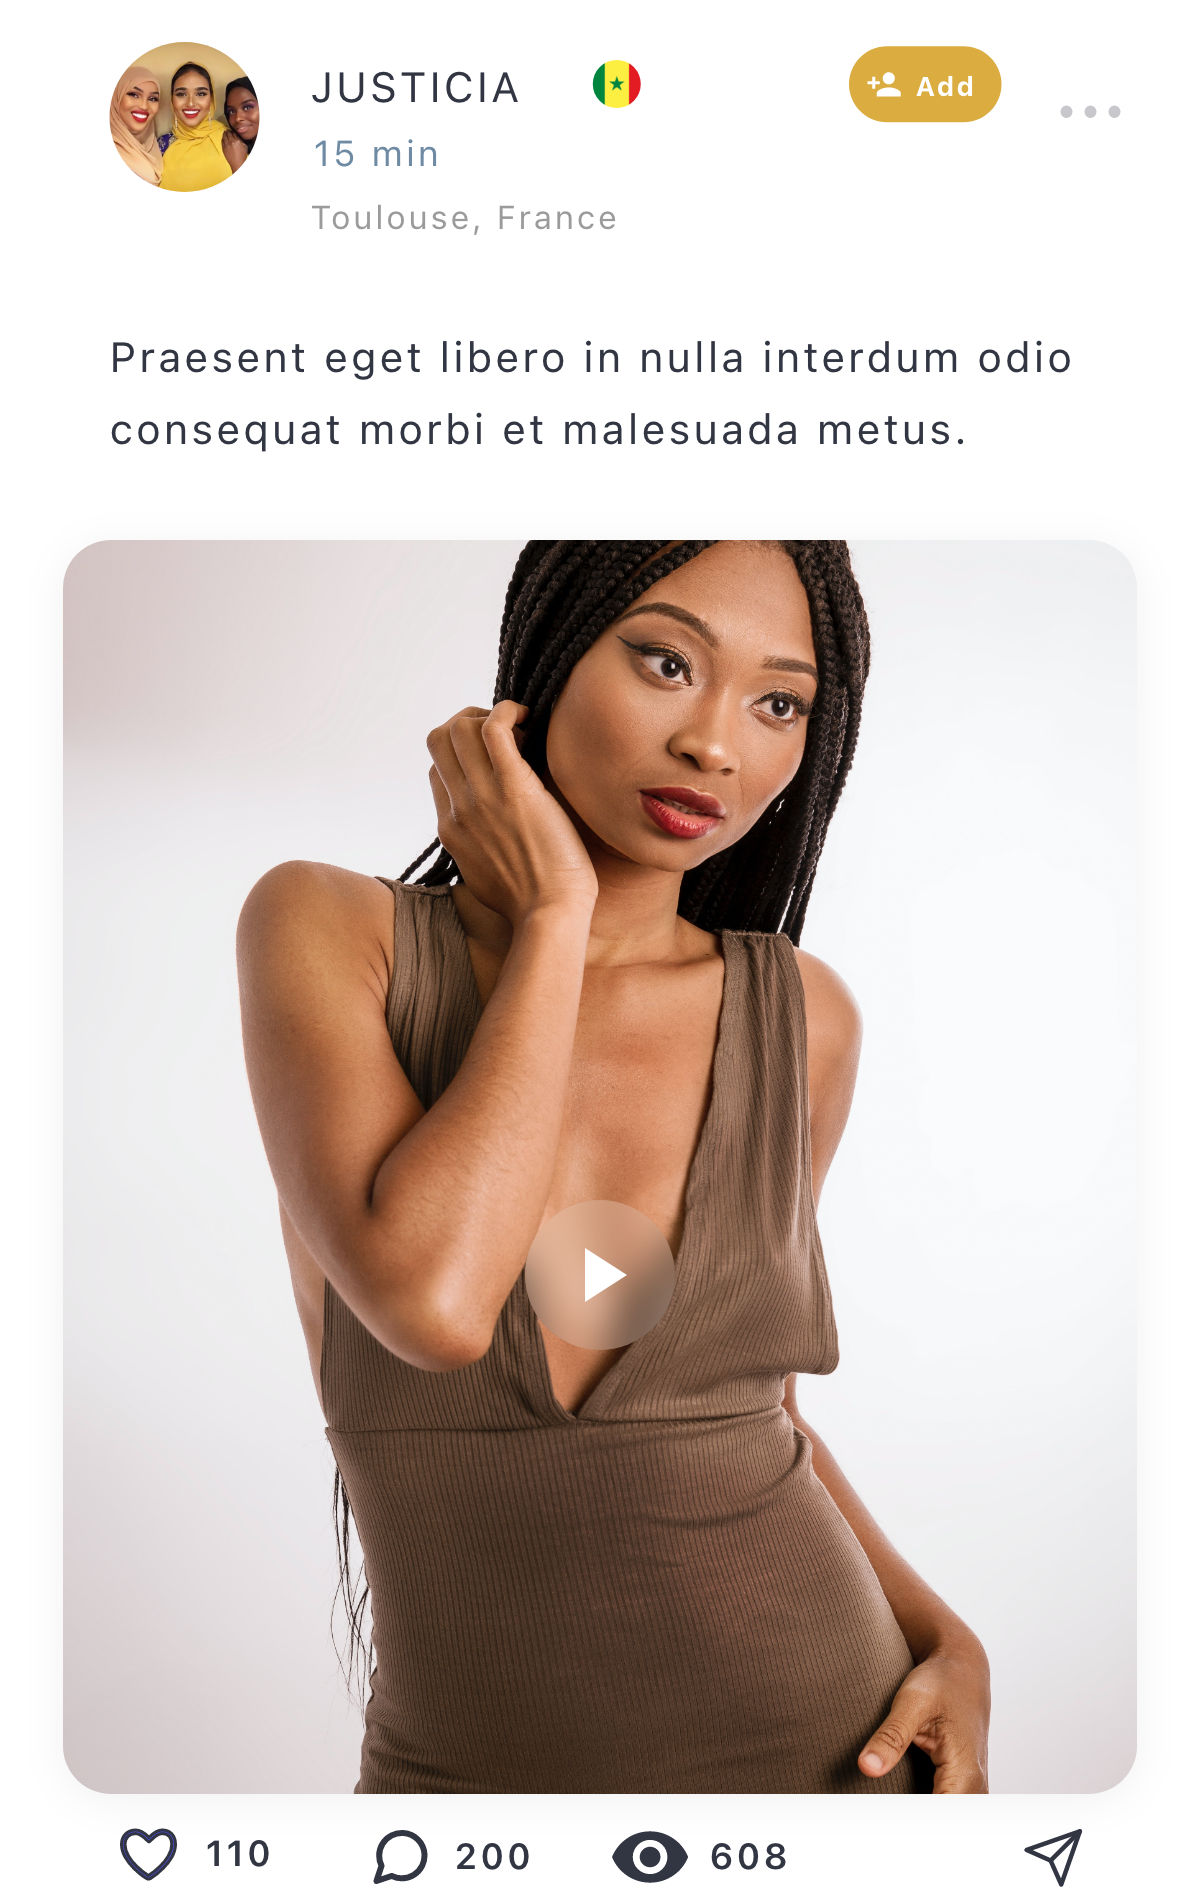 JUSTICIA
Add
15 min
Toulouse, France
Praesent eget libero in nulla interdum odio
consequat morbi et malesuada metus.
110
200
608